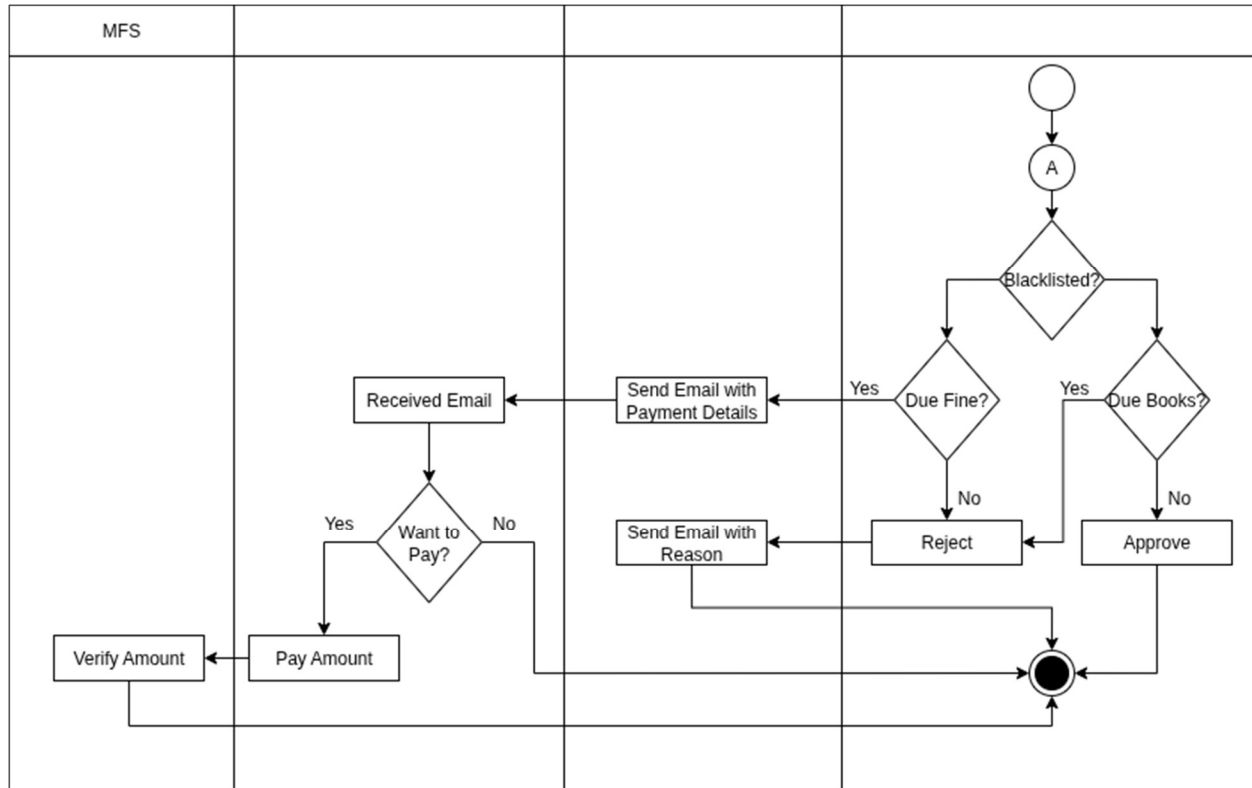 MFS
A
Blacklisted?
Yes
Due Fine?
Yes
Due Books?
Send Email with
Payment Details
Received Email
No
No
Yes
Want to
Pay?
No
Send Email with
Reason
Reject
Approve
Verify Amount
Pay Amount